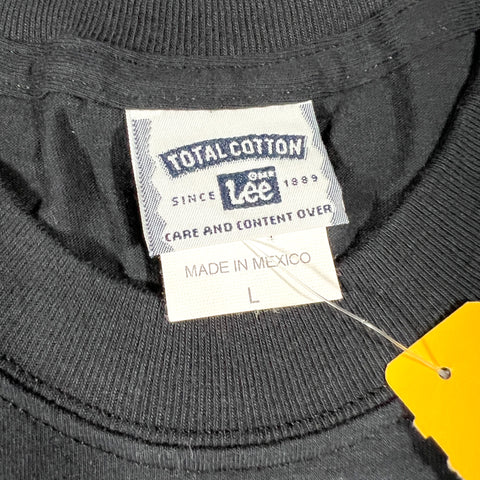 TOTAL COTTON
Lee
SINCE 1889
CARE AND CONTENT OVER
MADE IN MEXICO
L